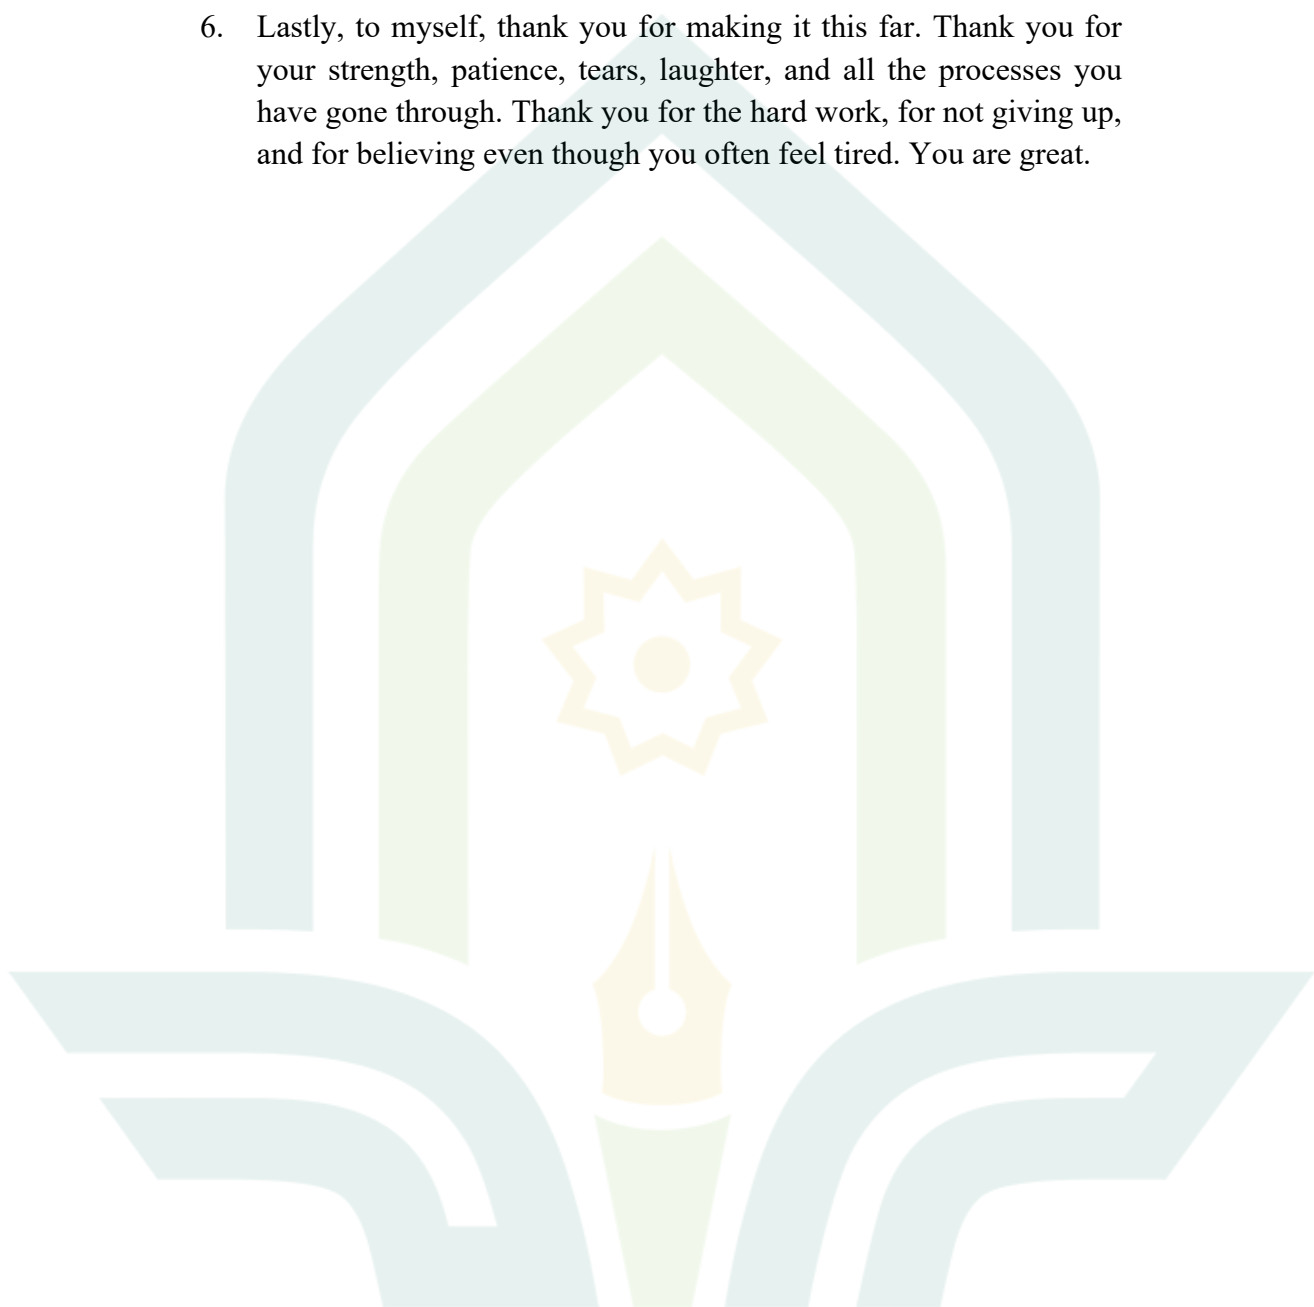 6. Lastly, to myself, thank you for making it this far. Thank you for
your strength, patience, tears, laughter, and all the processes you
have gone through. Thank you for the hard work, for not giving up,
and for believing even though you often feel tired. You are great.